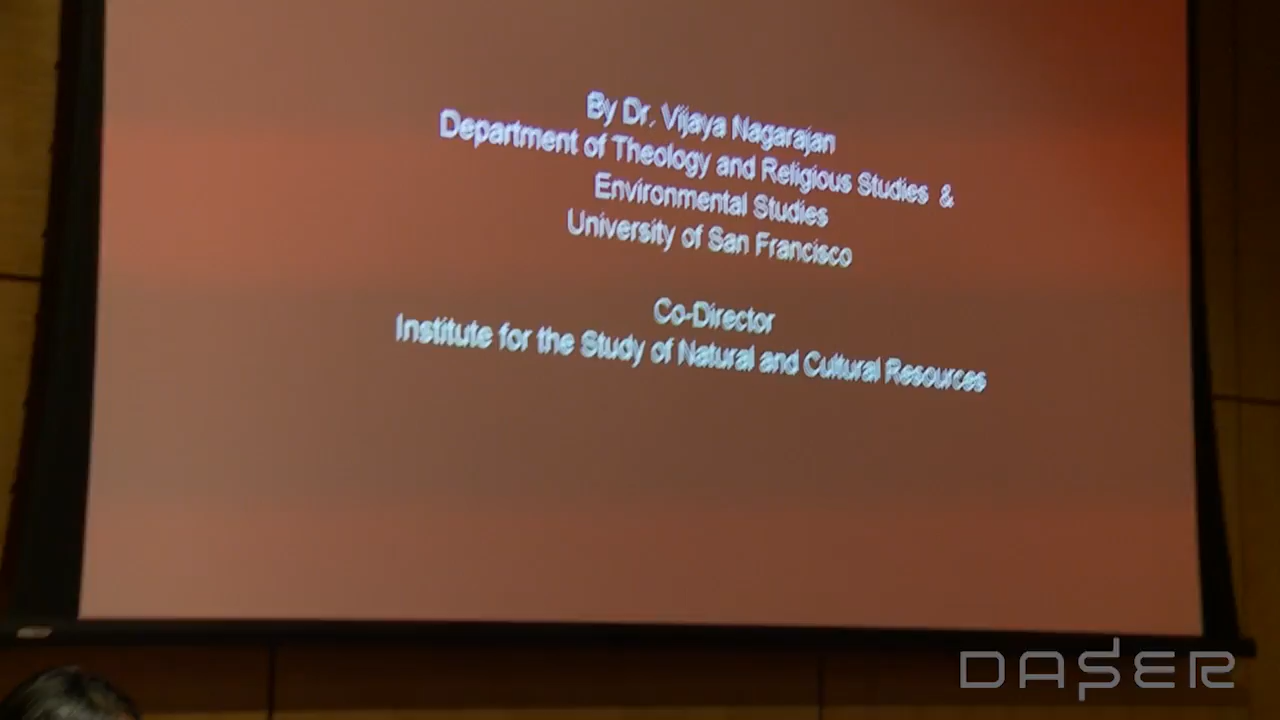 By Dr. Vijaya Nagarajan
Department of Theology and Religious Studies &
Environmental Studies
University of San Francisco
Co-Director
Institute for the Study of Natural and Cultural Resources
DASER